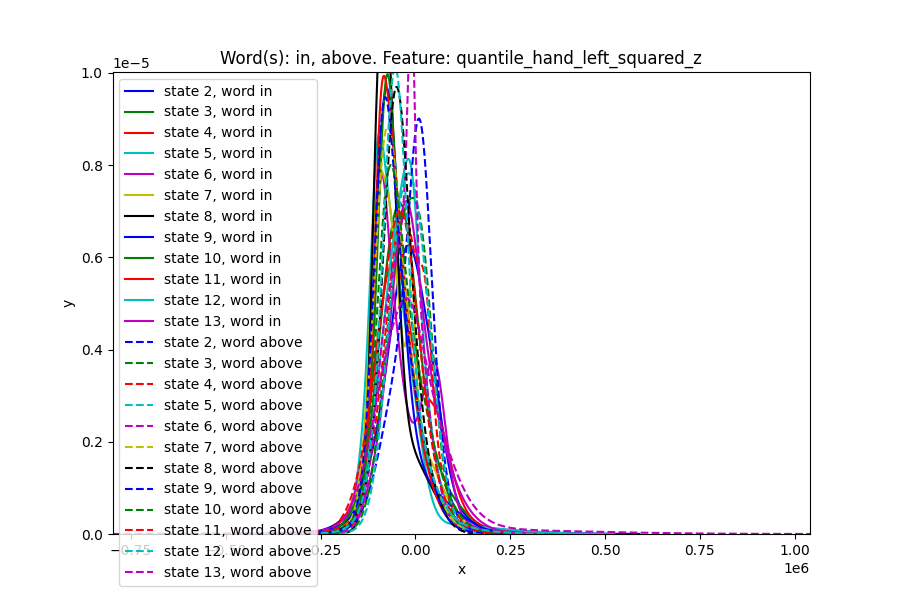 Word(s): in, above. Feature: quantile_hand_left_squared_z
1e−5
1.0
0.8
0.6
0.4
0.2
0.0
y
state 2, word in
state 3, word in
state 4, word in
state 5, word in
state 6, word in
state 7, word in
state 8, word in
state 9, word in
state 10, word in
state 11, word in
state 12, word in
state 13, word in
state 2, word above
state 3, word above
state 4, word above
state 5, word above
state 6, word above
state 7, word above
state 8, word above
state 9, word above
state 10, word above
state 11, word above
state 12, word above
state 13, word above
−0.75 −0.50 −0.25 0.00 0.25 0.50 0.75 1.00
x
1e6